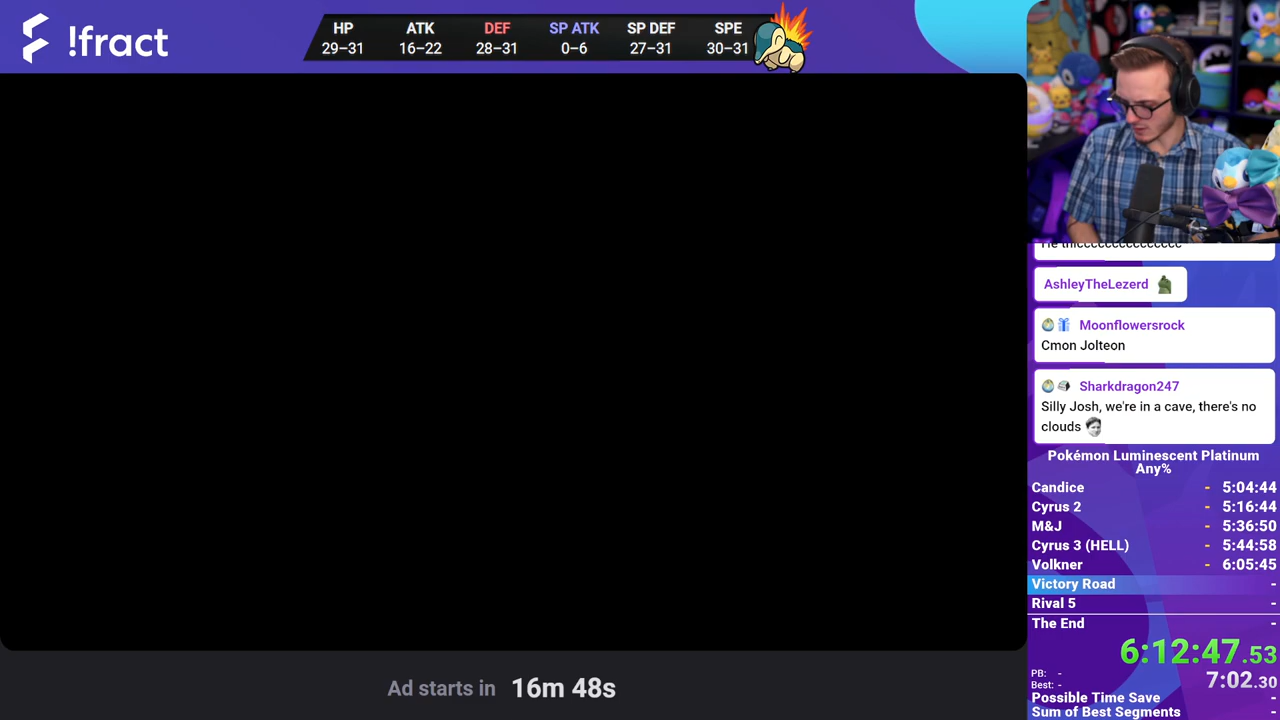 !fract
HP ATK DEF SP ATK SP DEF SPE
29–31 16–22 28–31 0–6 27–31 30–31
AshleyTheLezerd
Moonflowersrock
Cmon Jolteon
Sharkdragon247
Silly Josh, we're in a cave, there's no
clouds
Pokémon Luminescent Platinum
Any%
Candice - 5:04:44
Cyrus 2 - 5:16:44
M&J - 5:36:50
Cyrus 3 (HELL) - 5:44:58
Volkner - 6:05:45
Victory Road -
Rival 5 -
The End -
6:12:47.53
PB: -
Best: -
7:02.30
Possible Time Save -
Sum of Best Segments -
Ad starts in 16m 48s